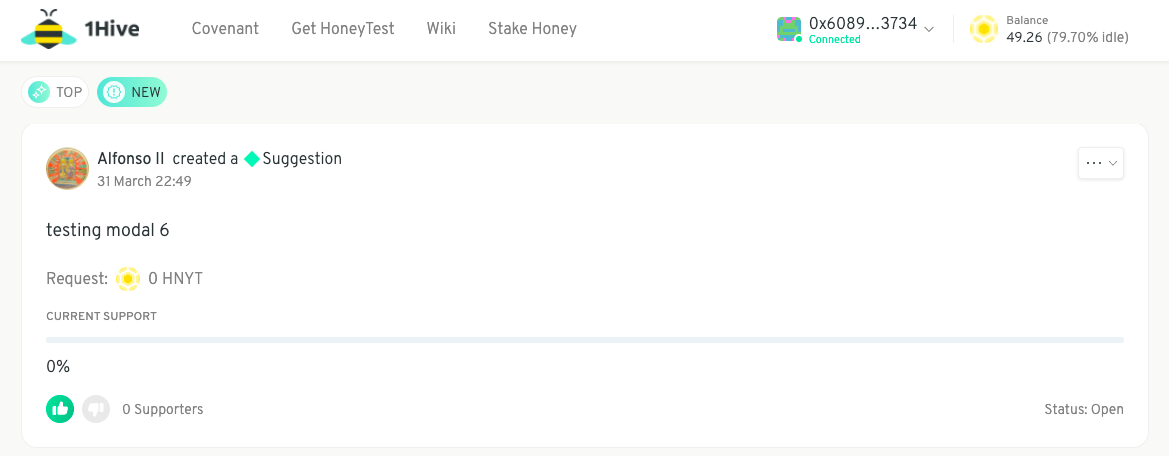 1Hive
Covenant
Get HoneyTest
Wiki
Stake Honey
0x6089...3734
Connected
Balance
49.26 (79.70% idle)
TOP
NEW
Alfonso II created a Suggestion
31 March 22:49
testing modal 6
Request: 0 HNYT
CURRENT SUPPORT
0%
0 Supporters
Status: Open